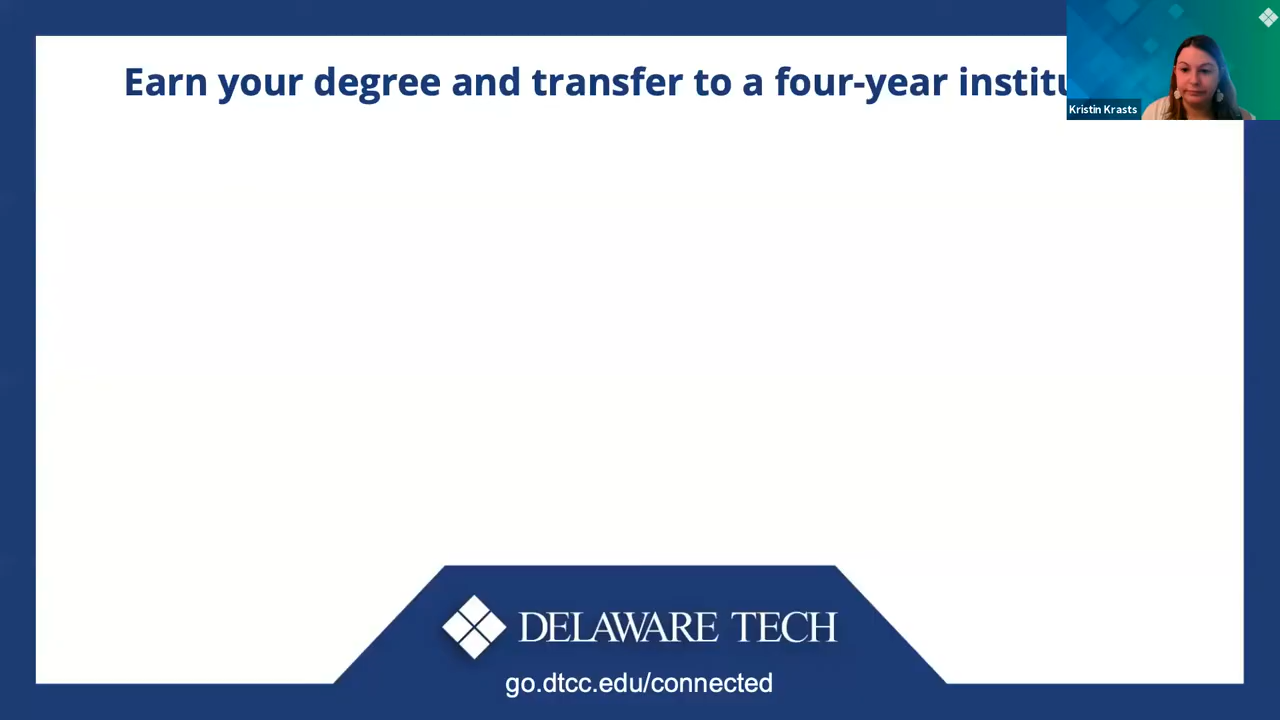 Earn your degree and transfer to a four-year institu
Kristin Krasts
DELAWARE TECH
go.dtcc.edu/connected